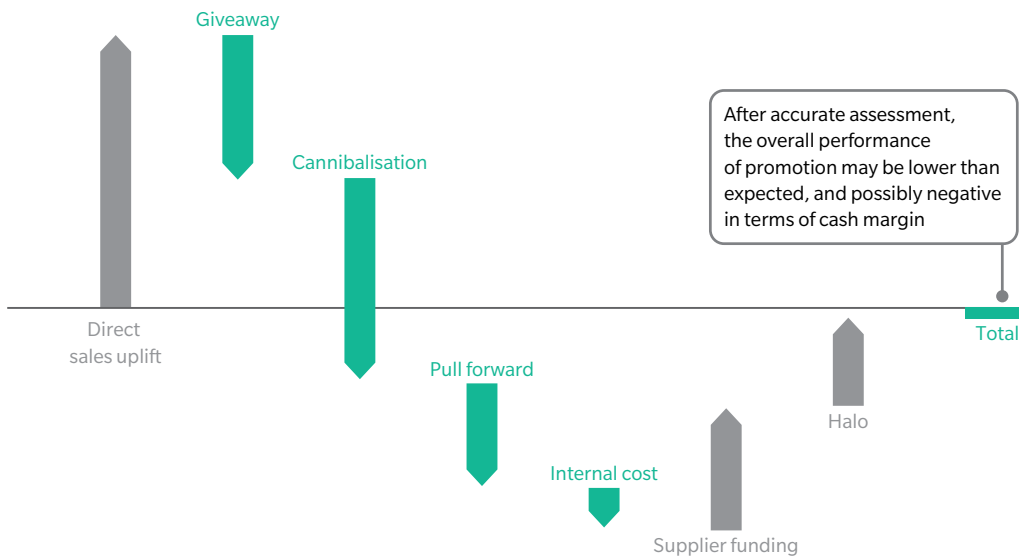 Giveaway
Cannibalisation
After accurate assessment,
the overall performance
of promotion may be lower than
expected, and possibly negative
in terms of cash margin
Direct
sales uplift
Total
Pull forward
Halo
Internal cost
Supplier funding